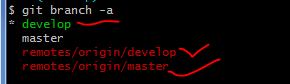 $ git branch -a
* develop
master
remotes/origin/develop
remotes/origin/master